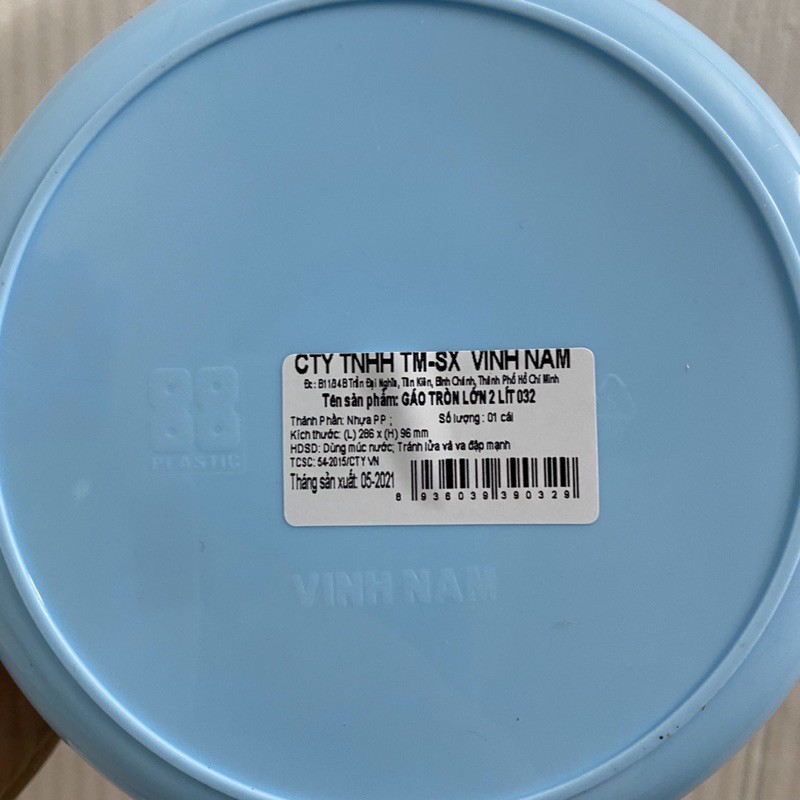 CTY TNHH TM-SX VINH NAM
Đc: B11/34B Trần Đại Nghĩa, Tân Kiên, Bình Chánh, Thành Phố Hồ Chí Minh
Tên sản phẩm: GÁO TRÒN LỚN 2 LÍT 032
Thành Phần: Nhựa PP ; Số lượng : 01 cái
Kích thước: (L) 286 x (H) 96 mm
HDSD: Dùng múc nước, Tránh lửa và va đập mạnh
TCSC: 54-2015/CTY VN
Tháng sản xuất: 05-2021
8 936039 390329
88
PLASTIC
VINH NAM